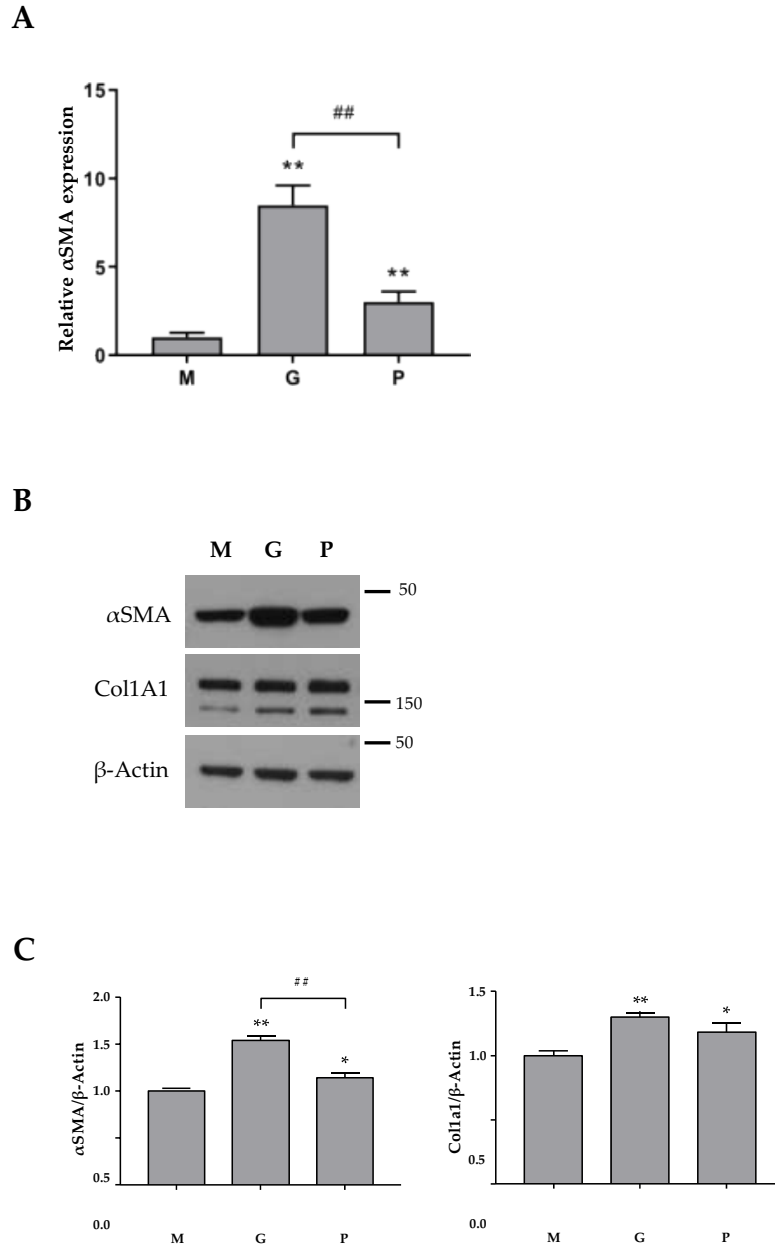 A
15
10
5
0
Relative αSMA expression
##
**
**
M G P
B
M G P
αSMA
50
Col1A1
150
50
β-Actin
C
2.0
1.5
1.0
0.5
0.0
αSMA/β-Actin
##
**
*
M G P
1.5
1.0
0.5
0.0
Col1a1/β-Actin
**
*
M G P